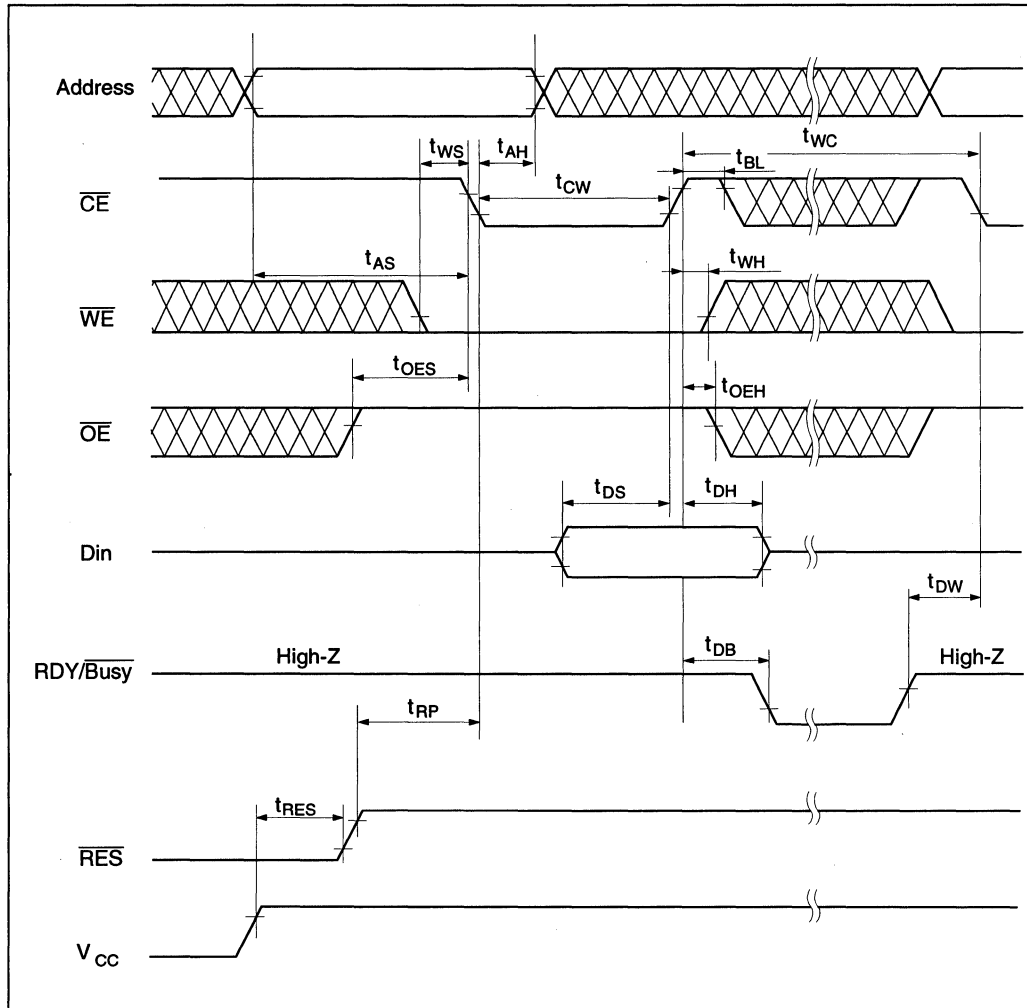 Address
tWS
tAH
tWC
tBL
CE
tCW
tAS
tWH
WE
tOES
tOEH
OE
tDS
tDH
Din
tDW
tDB
High-Z
High-Z
RDY/Busy
tRP
tRES
RES
VCC